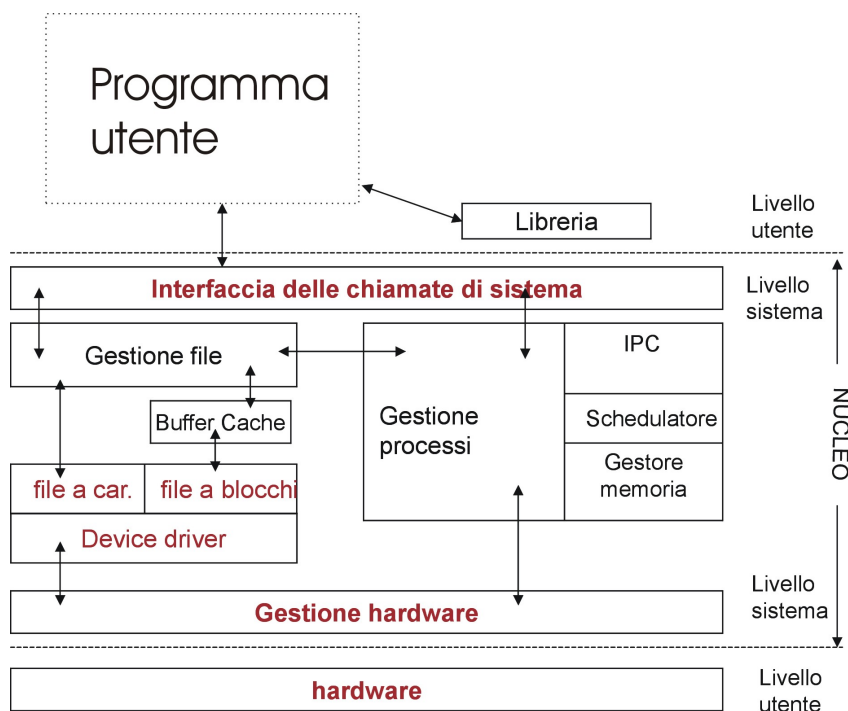 Programma
utente
Libreria
Livello
utente
Interfaccia delle chiamate di sistema
Livello
sistema
Gestione file
IPC
Buffer Cache
Gestione
processi
Schedulatore
Gestore
memoria
NUCLEO
file a car.
file a blocchi
Device driver
Gestione hardware
Livello
sistema
hardware
Livello
utente